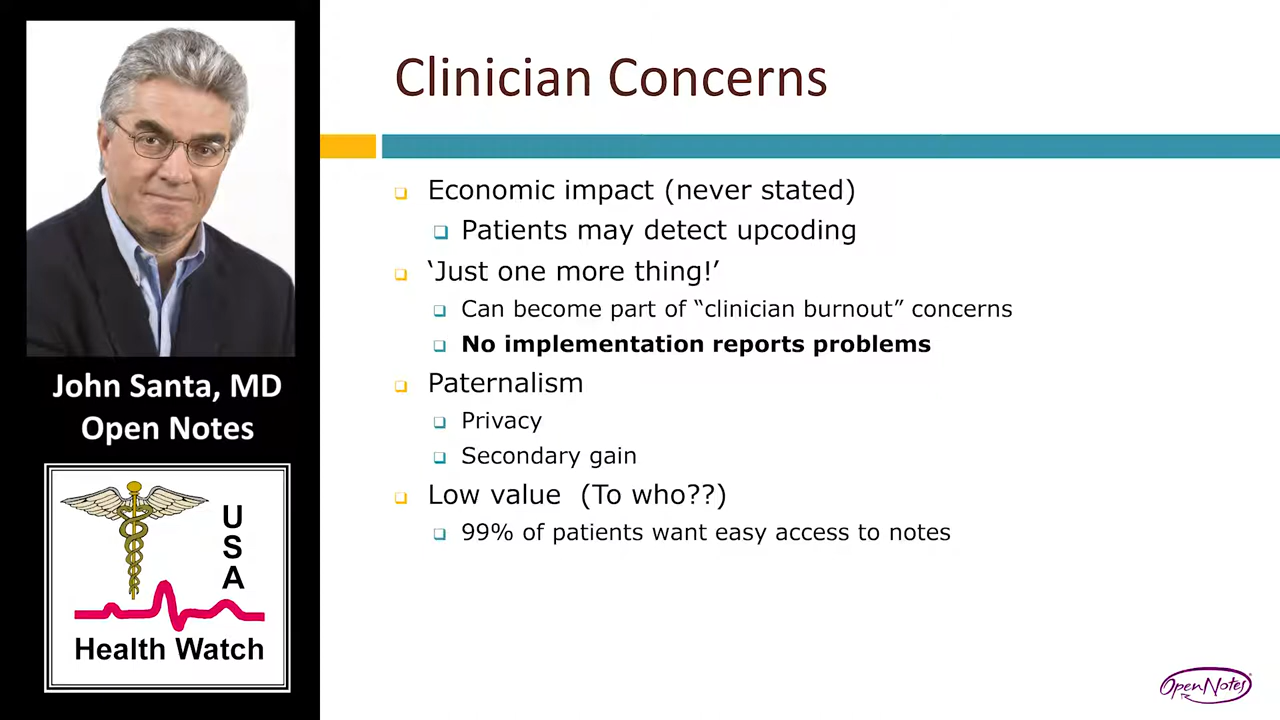 Clinician Concerns
Economic impact (never stated)
Patients may detect upcoding
‘Just one more thing!’
Can become part of “clinician burnout” concerns
No implementation reports problems
Paternalism
Privacy
Secondary gain
Low value (To who??)
99% of patients want easy access to notes
John Santa, MD
Open Notes
U
S
A
Health Watch
OpenNotes